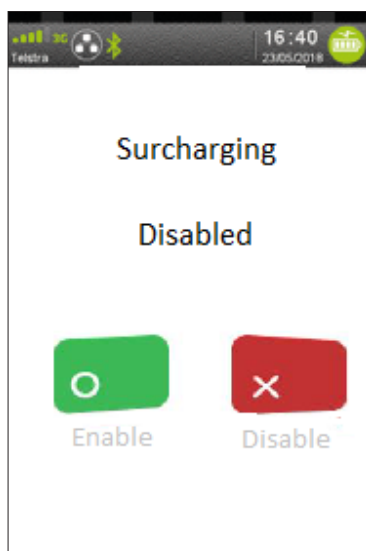 3G
16:40
Telstra
23/05/2018
Surcharging
Disabled
Enable
Disable